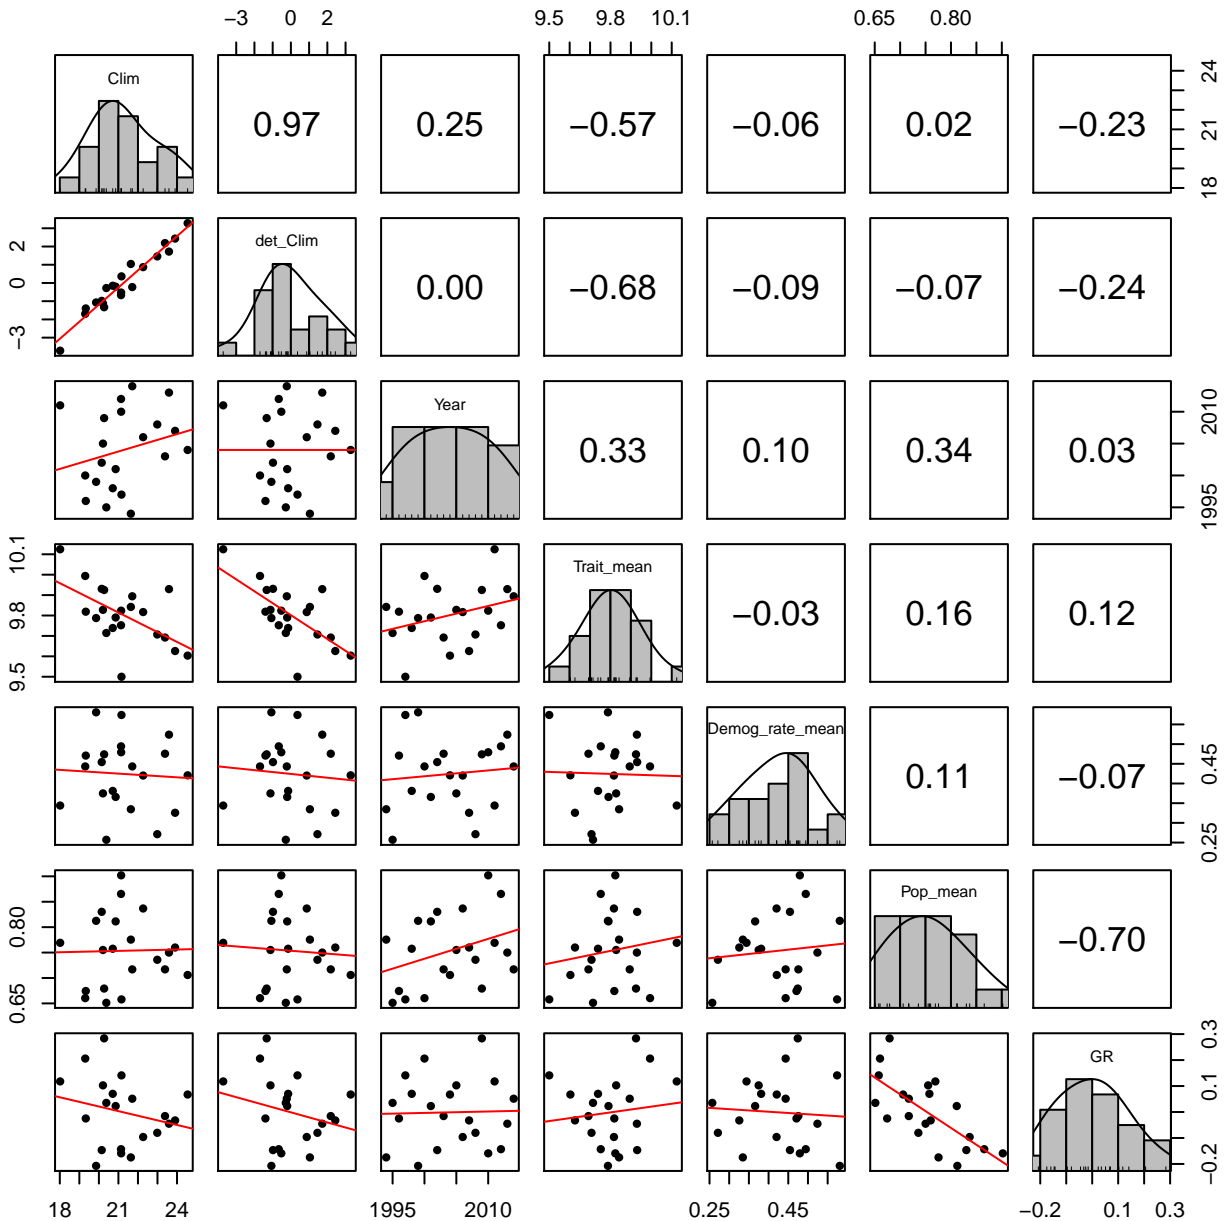 −3 0 2 9.5 9.8 10.1 0.65 0.80
Clim 0.97 0.25 −0.57 −0.06 0.02 −0.23 18 21 24
−3 0 2 det_Clim 0.00 −0.68 −0.09 −0.07 −0.24
Year 0.33 0.10 0.34 0.03 1995 2010
9.5 9.8 10.1 Trait_mean −0.03 0.16 0.12
Demog_rate_mean 0.11 −0.07 0.25 0.45
0.65 0.80 Pop_mean −0.70
GR −0.2 0.1 0.3
18 21 24 1995 2010 0.25 0.45 −0.2 0.1 0.3